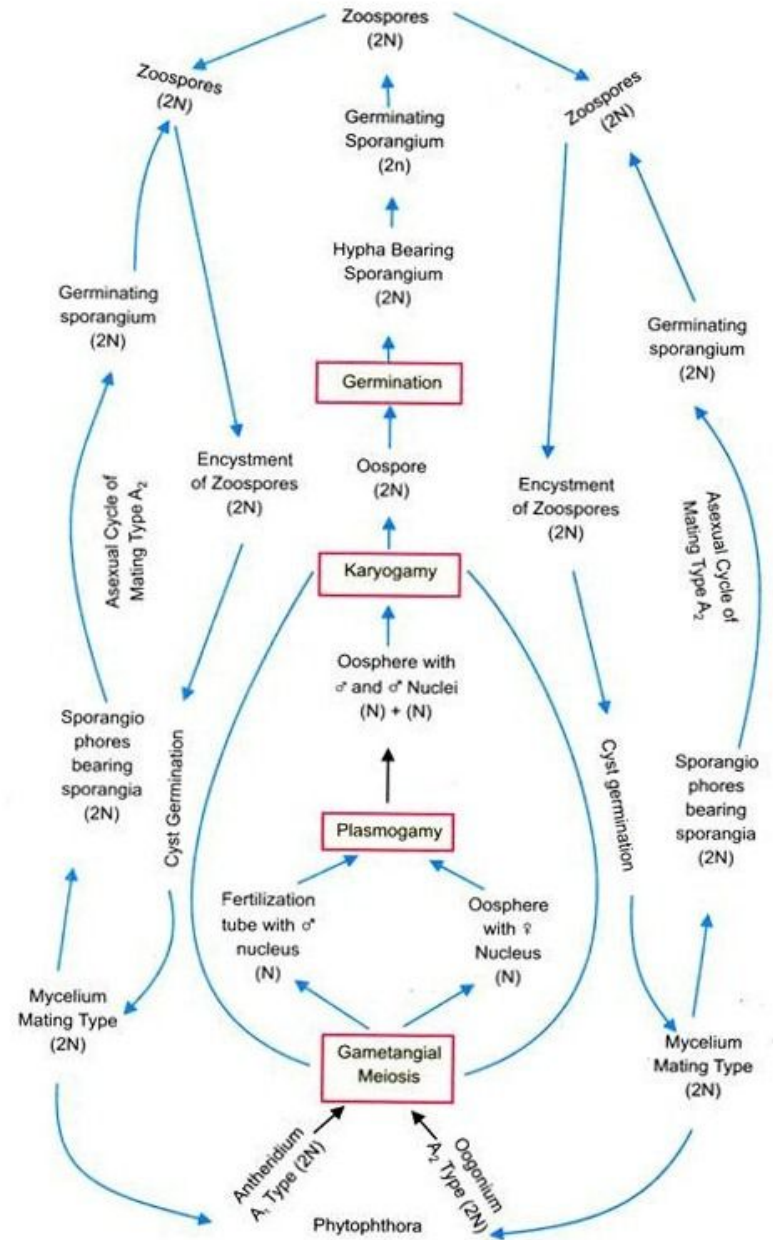 Zoospores
(2N)
Zoospores
(2N)
Zoospores
(2N)
Germinating
Sporangium
(2n)
Hypha Bearing
Sporangium
(2N)
Germinating
sporangium
(2N)
Germinating
sporangium
(2N)
Germination
Encystment
of Zoospores
(2N)
Oospore
(2N)
Encystment
of Zoospores
(2N)
Asexual Cycle of
Mating Type A₂
Asexual Cycle of
Mating Type A₂
Karyogamy
Oosphere with
♂ and ♂ Nuclei
(N) + (N)
Sporangio
phores
bearing
sporangia
(2N)
Cyst Germination
Cyst germination
Sporangio
phores
bearing
sporangia
(2N)
Plasmogamy
Fertilization
tube with ♂
nucleus
(N)
Oosphere
with ♀
Nucleus
(N)
Mycelium
Mating Type
(2N)
Mycelium
Mating Type
(2N)
Gametangial
Meiosis
Antheridium
A₁ Type (2N)
Oogonium
A₂ Type (2N)
Phytophthora